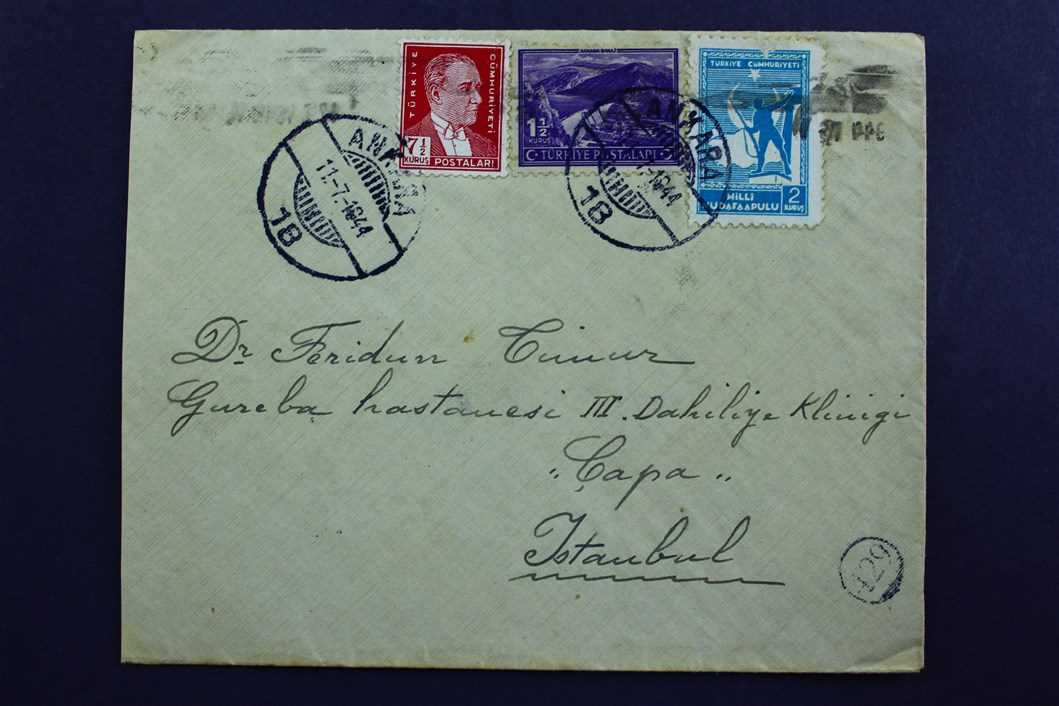 TÜRKİYE CUMHURİYETİ
7 1/2
KURUŞ POSTALARI
1 1/2
KURUŞ
TÜRKİYE POSTALARI
TÜRKİYE CUMHURİYETİ
MİLLİ
MÜDAFAA PULU
2
KURUŞ
ANKARA
11-7-1944
18
ANKARA
-7-1944
18
Dr Feridun Timur
Gureba hastanesi III. Dahiliye Kliniği
"Çapa"
İstanbul
429